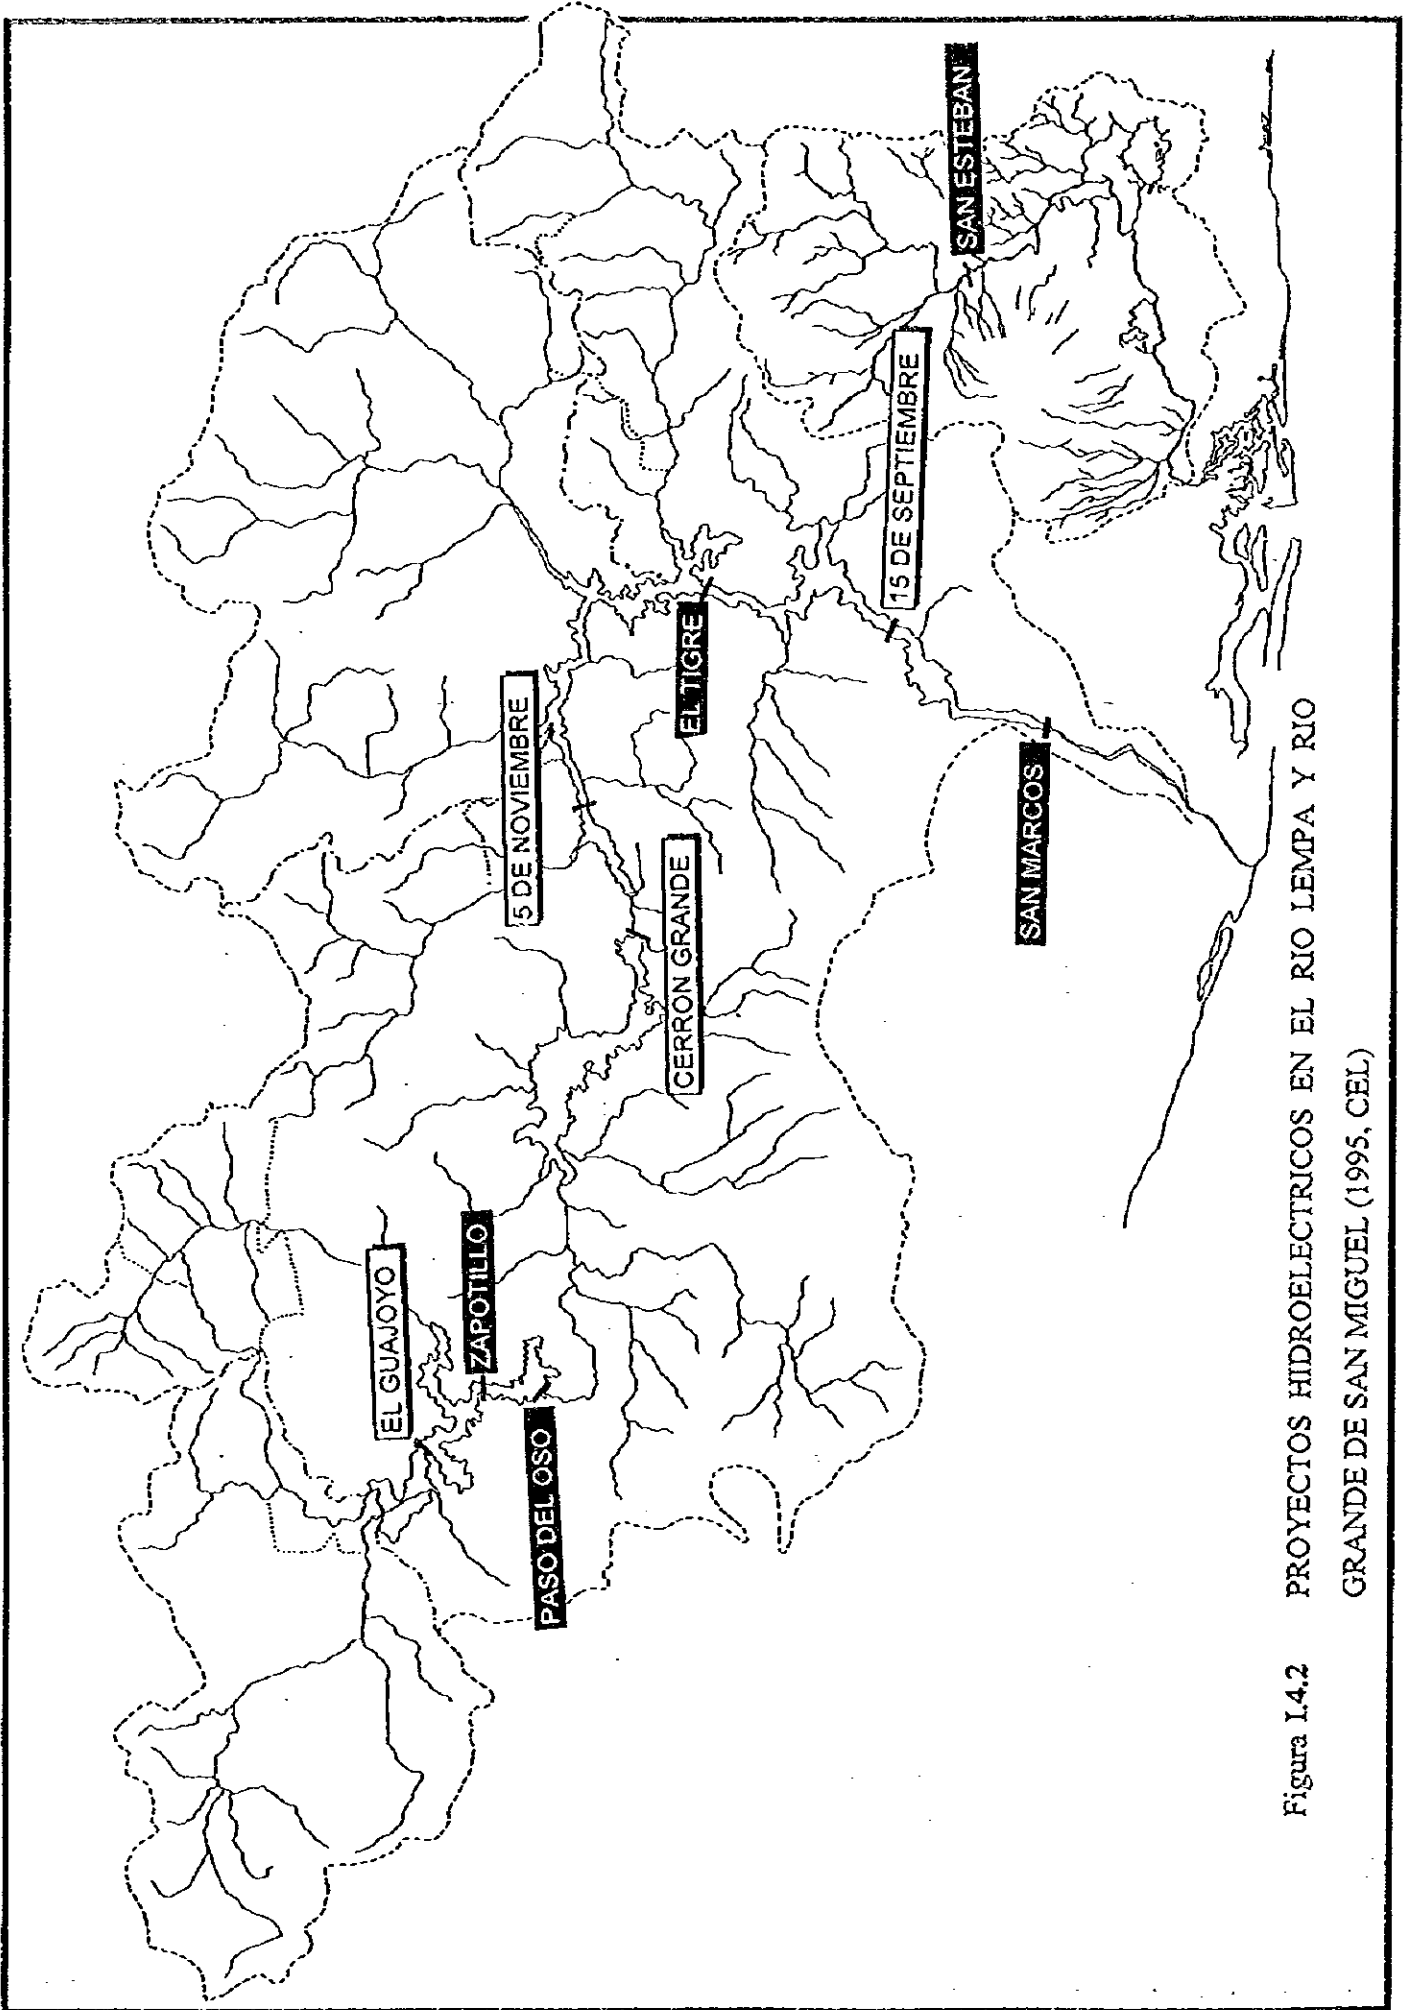 EL GUAJOYO
ZAPOTILLO
PASO DEL OSO
5 DE NOVIEMBRE
CERRON GRANDE
EL TIGRE
15 DE SEPTIEMBRE
SAN ESTEBAN
SAN MARCOS
Figura I.4.2 PROYECTOS HIDROELECTRICOS EN EL RIO LEMPA Y RIO
GRANDE DE SAN MIGUEL (1995, CEL)